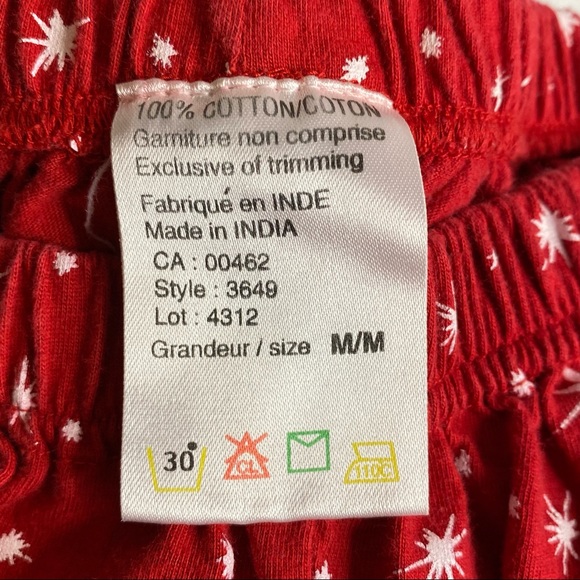 100% COTTON/COTON
Garniture non comprise
Exclusive of trimming
Fabriqué en INDE
Made in INDIA
CA : 00462
Style : 3649
Lot : 4312
Grandeur / size M/M
30° CL 110C